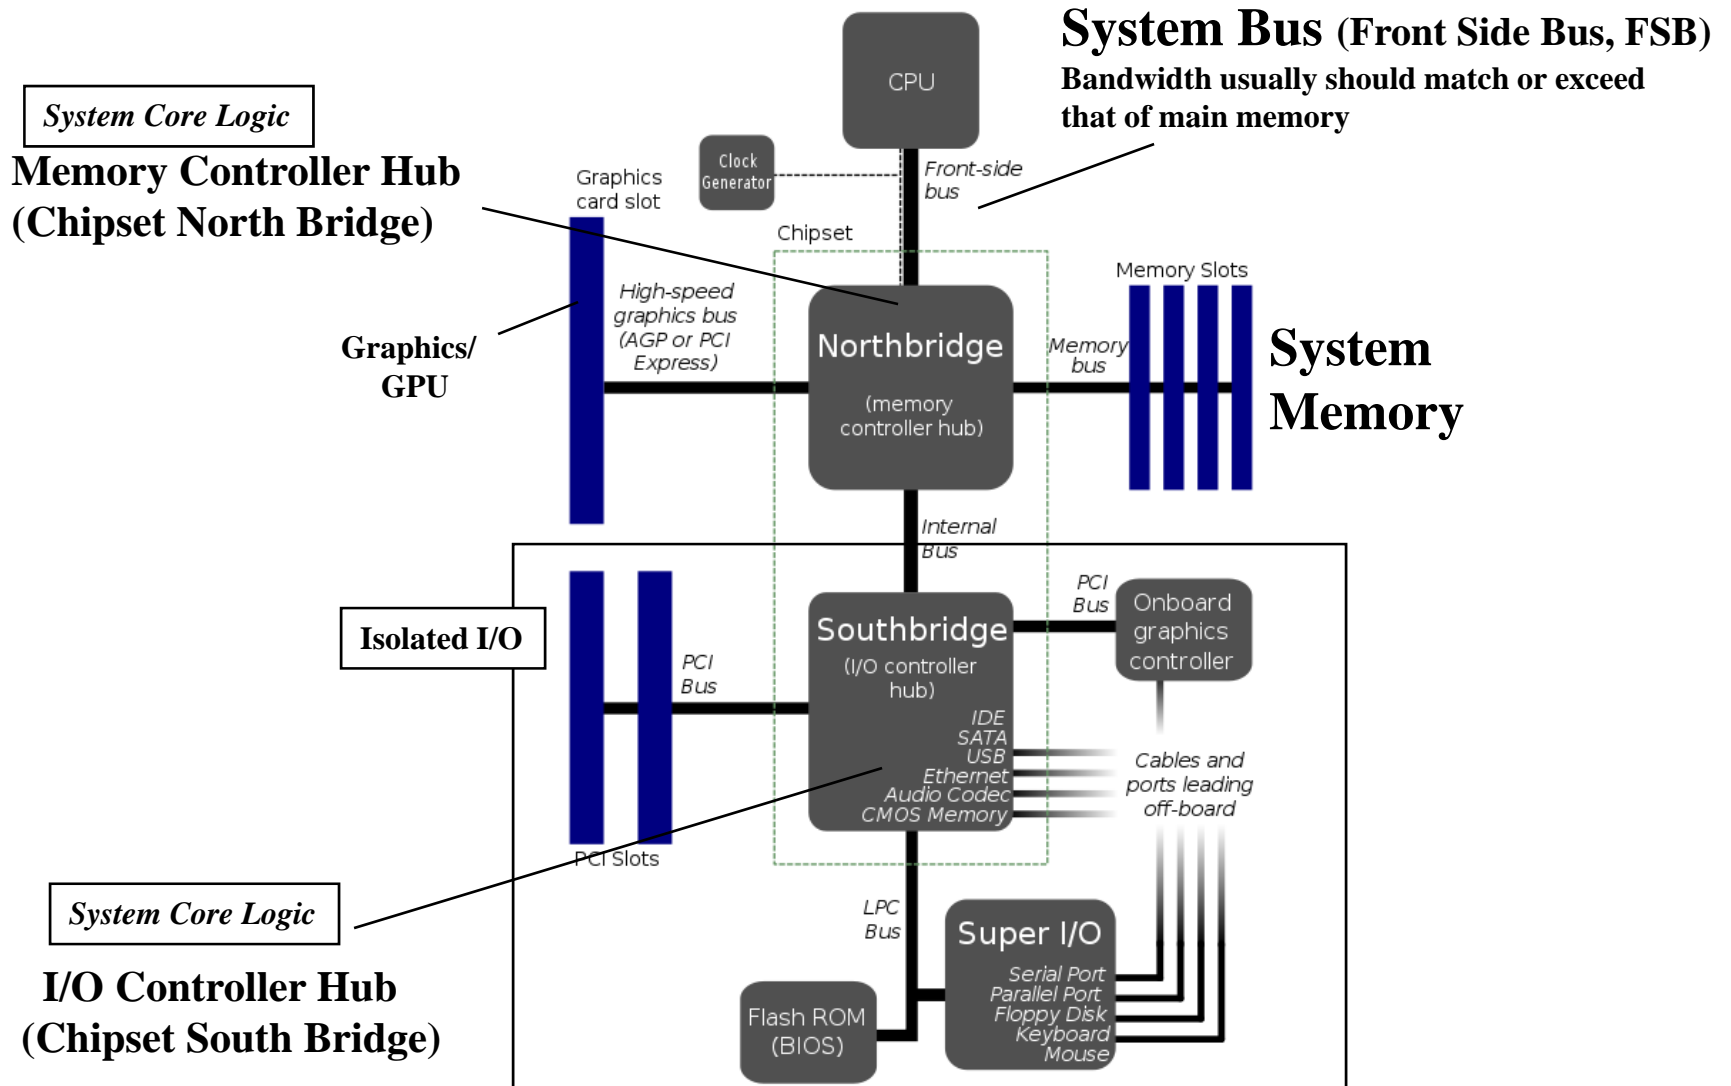 System Bus (Front Side Bus, FSB)
Bandwidth usually should match or exceed
that of main memory
CPU
System Core Logic
Memory Controller Hub
(Chipset North Bridge)
Clock
Generator
Front-side
bus
Graphics
card slot
Chipset
Memory Slots
High-speed
graphics bus
(AGP or PCI
Express)
Graphics/
GPU
Northbridge
(memory
controller hub)
Memory
bus
System
Memory
Internal
Bus
Isolated I/O
PCI
Bus
Southbridge
(I/O controller
hub)
IDE
SATA
USB
Ethernet
Audio Codec
CMOS Memory
PCI
Bus
Onboard
graphics
controller
Cables and
ports leading
off-board
PCI Slots
System Core Logic
I/O Controller Hub
(Chipset South Bridge)
LPC
Bus
Super I/O
Serial Port
Parallel Port
Floppy Disk
Keyboard
Mouse
Flash ROM
(BIOS)